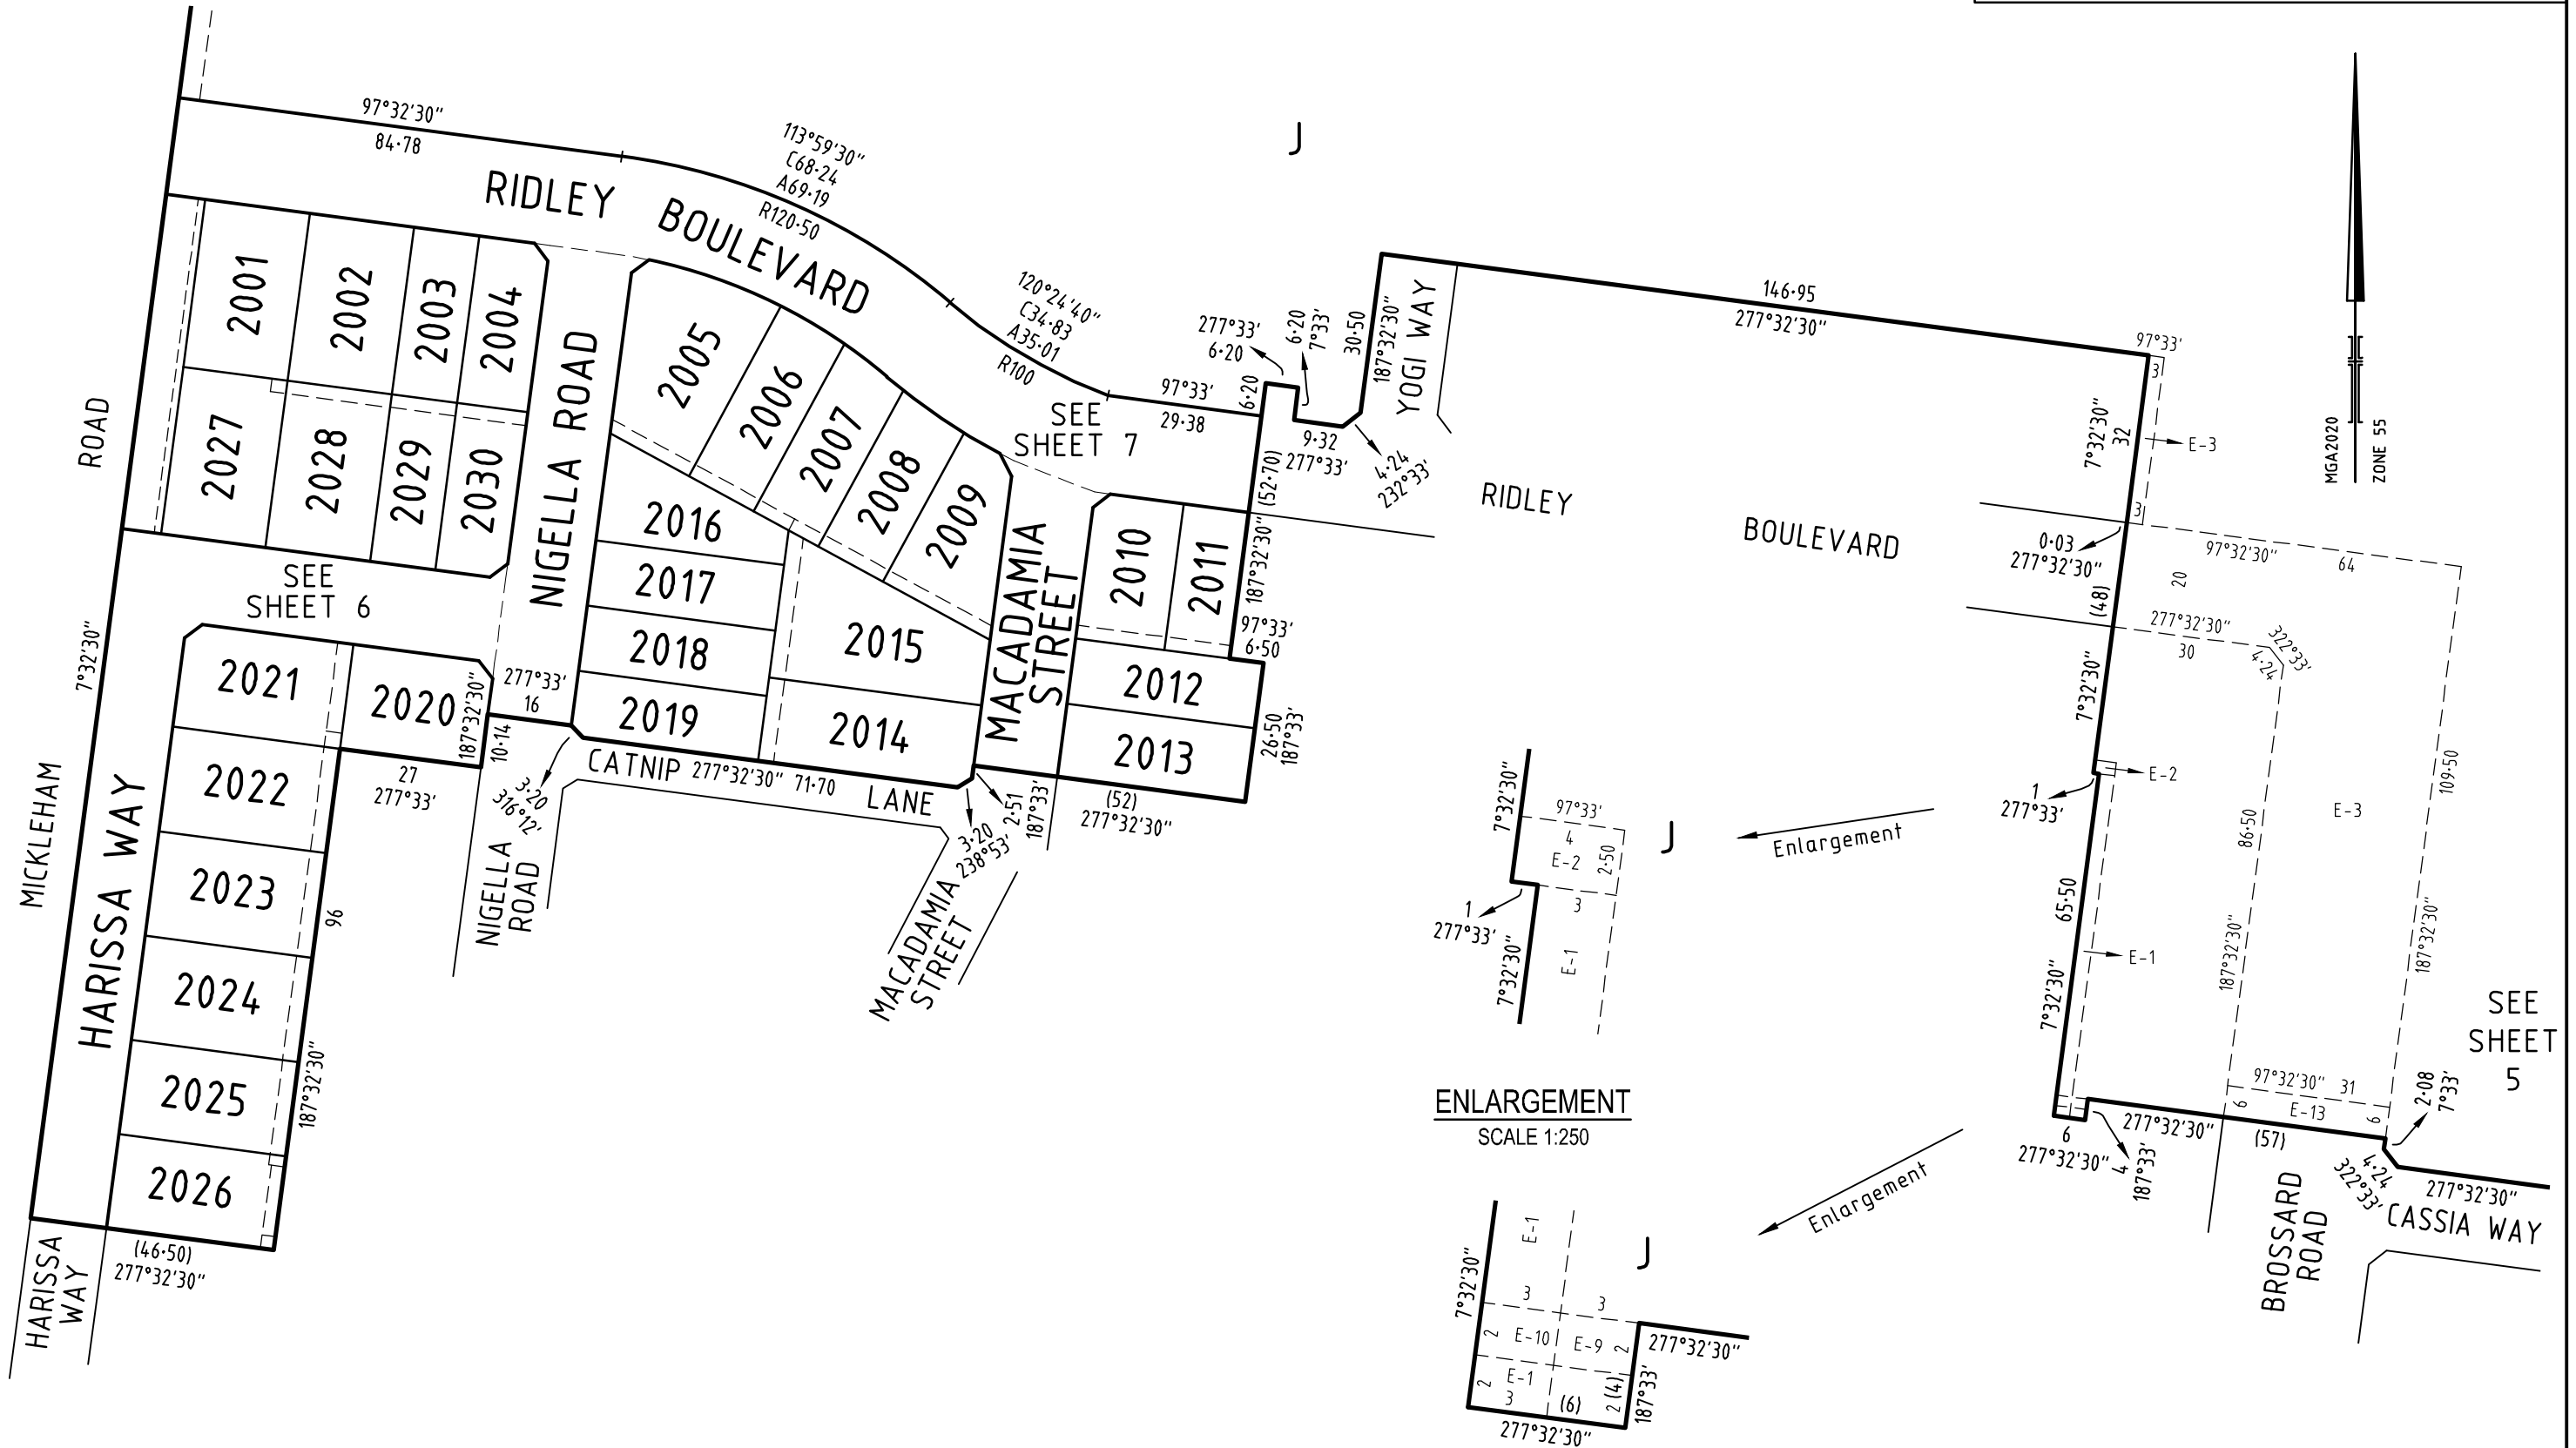 97°32'30"
84·78
113°59'30"
C68·24
A69·19
R120·50
RIDLEY BOULEVARD
120°24'40"
C34·83
A35·01
R100
J
97°33'
29·38
SEE
SHEET 7
277°33'
6·20
6·20
6·20
7°33'
30·50
187°32'30"
YOGI WAY
9·32
277°33'
4·24
232°33'
(52·70)
187°32'30"
97°33'
6·50
146·95
277°32'30"
97°33'
3
7°32'30"
32
E-3
3
MGA2020
ZONE 55
RIDLEY
BOULEVARD
0·03
277°32'30"
97°32'30"
64
20
(48)
277°32'30"
30
322°33'
4·24
7°32'30"
E-2
1
277°33'
86·50
E-3
109·50
65·50
E-1
7°32'30"
187°32'30"
187°32'30"
SEE
SHEET
5
97°32'30" 31
6
E-13
6
2·08
7°33'
6
277°32'30"
4
187°33'
277°32'30"
(57)
4·24
322°33'
277°32'30"
CASSIA WAY
BROSSARD
ROAD
2001
2002
2003
2004
2005
2006
2007
2008
2009
2010
2011
2027
2028
2029
2030
NIGELLA ROAD
2016
2017
2018
2019
2015
2014
MACADAMIA
STREET
2012
2013
26·50
187°33'
(52)
277°32'30"
2·51
187°33'
3·20
238°53'
ROAD
MICKLEHAM
7°32'30"
SEE
SHEET 6
2021
2020
187°32'30"
10·14
277°33'
16
27
277°33'
3·20
316°12'
CATNIP 277°32'30" 71·70
LANE
NIGELLA
ROAD
MACADAMIA
STREET
HARISSA WAY
2022
2023
2024
2025
2026
96
187°32'30"
(46·50)
277°32'30"
HARISSA
WAY
7°32'30"
97°33'
4
E-2
2·50
J
Enlargement
1
277°33'
3
E-1
7°32'30"
ENLARGEMENT
SCALE 1:250
Enlargement
E-1
J
7°32'30"
3
3
2
E-10
E-9
2
277°32'30"
2
E-1
3
(6)
2
(4)
187°33'
277°32'30"